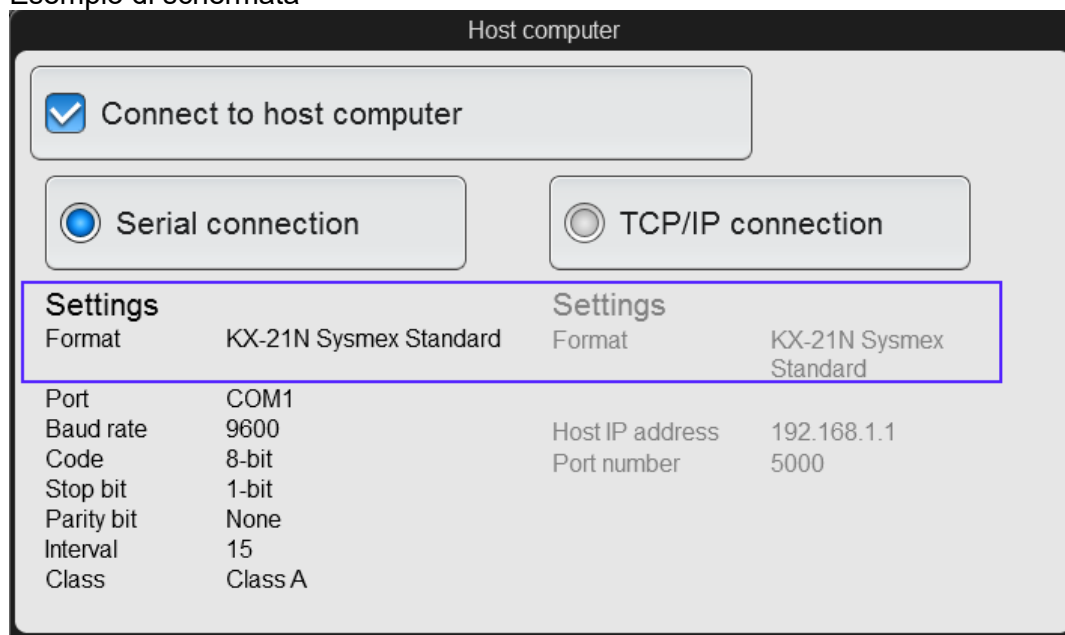 Esempio di schermata
Host computer
Connect to host computer
Serial connection
TCP/IP connection
Settings
Format KX-21N Sysmex Standard
Port COM1
Baud rate 9600
Code 8-bit
Stop bit 1-bit
Parity bit None
Interval 15
Class Class A
Settings
Format KX-21N Sysmex
Standard
Host IP address 192.168.1.1
Port number 5000